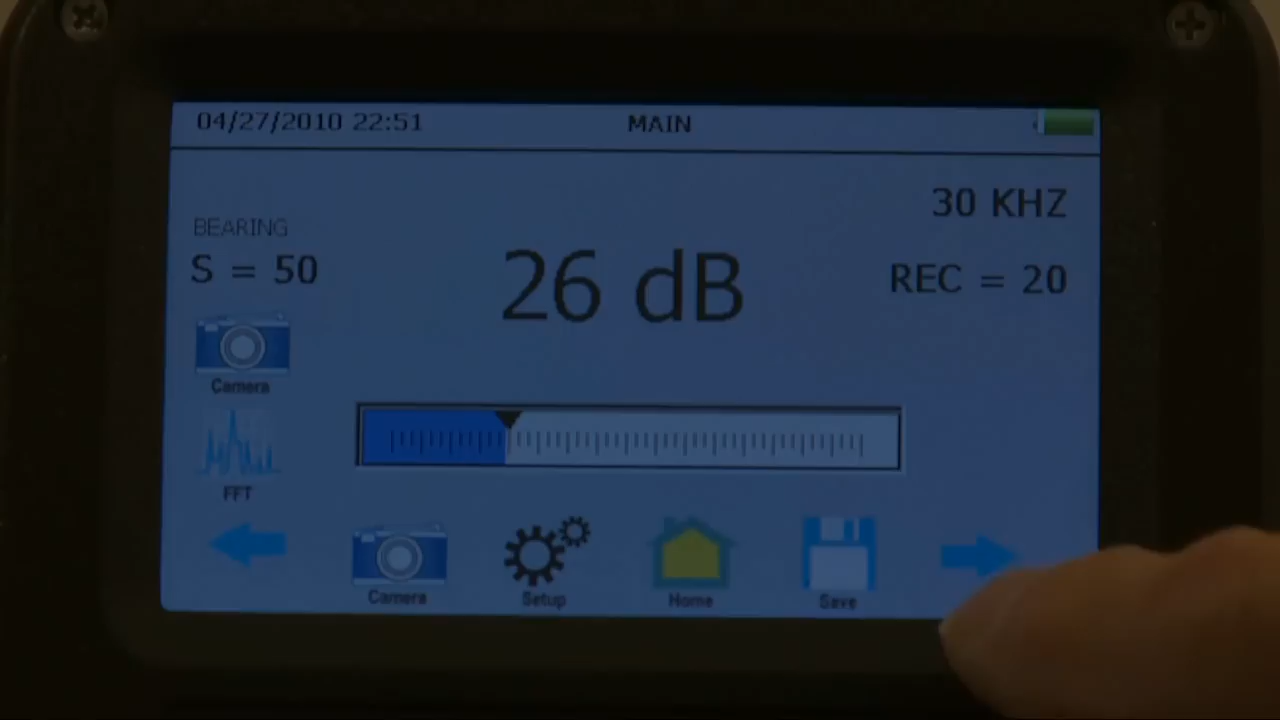 04/27/2010 22:51 MAIN
30 KHZ
BEARING
S = 50
26 dB
REC = 20
Camera
FFT
Camera Setup Home Save